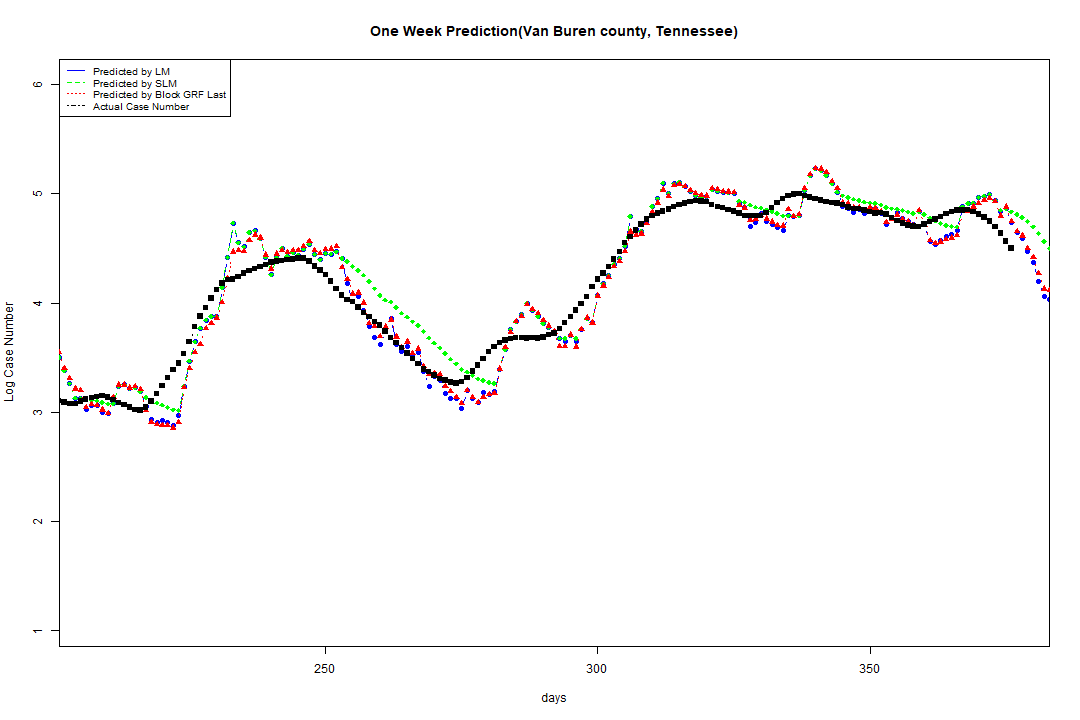 One Week Prediction(Van Buren county, Tennessee)
Predicted by LM
Predicted by SLM
Predicted by Block GRF Last
Actual Case Number
6
5
4
3
2
1
Log Case Number
250
300
350
days